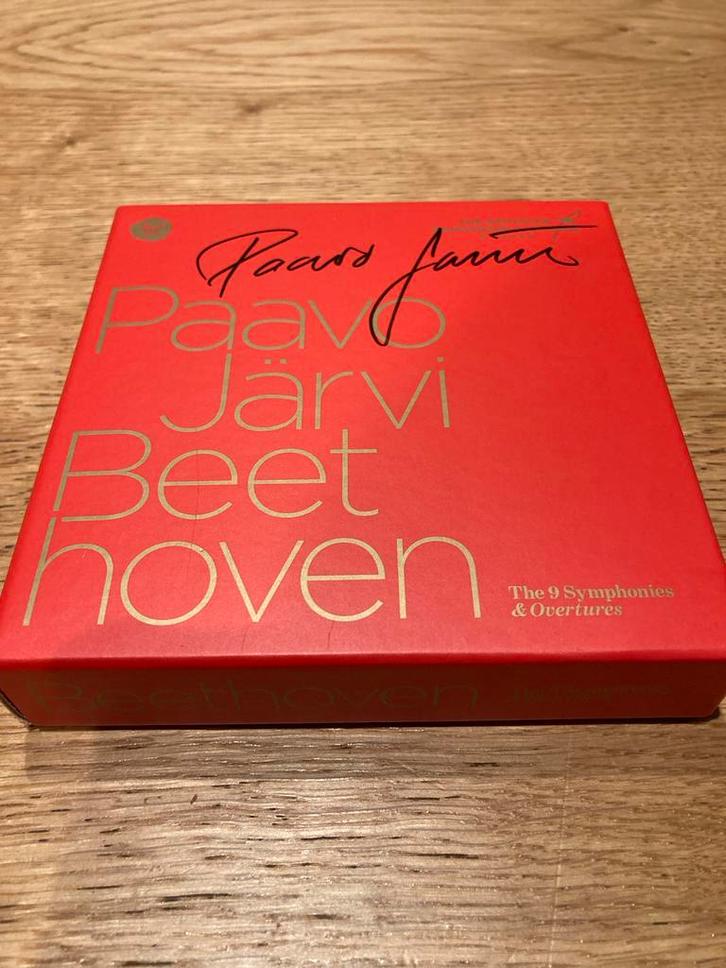 Paavo Järvi
Paavo
Järvi
Beet
hoven
The 9 Symphonies
& Overtures
Beethoven